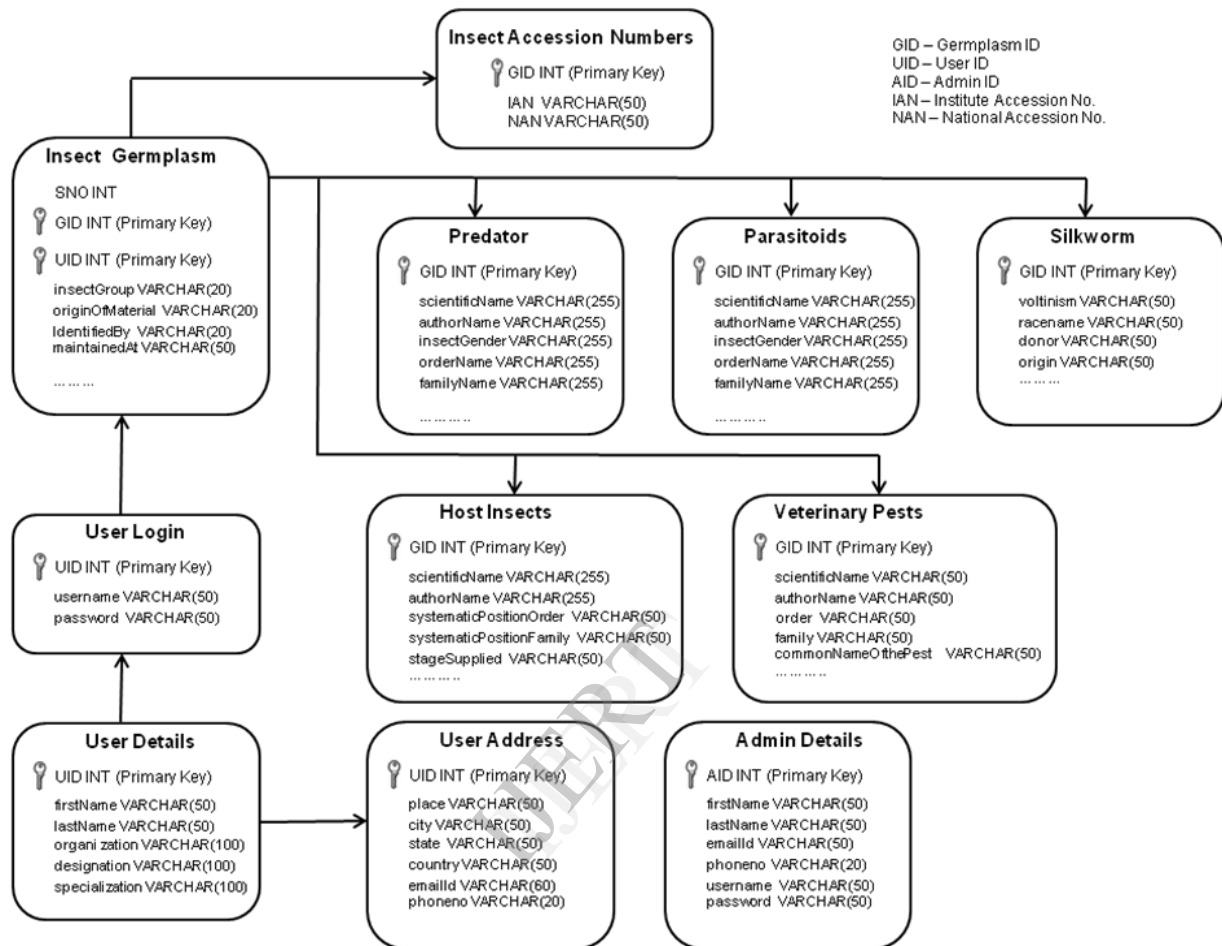 Insect Accession Numbers
GID INT (Primary Key)
IAN VARCHAR(50)
NAN VARCHAR(50)
GID – Germplasm ID
UID – User ID
AID – Admin ID
IAN – Institute Accession No.
NAN – National Accession No.
Insect Germplasm
SNO INT
GID INT (Primary Key)
UID INT (Primary Key)
insectGroup VARCHAR(20)
originOfMaterial VARCHAR(20)
IdentifiedBy VARCHAR(20)
maintainedAt VARCHAR(50)
... ... ...
Predator
GID INT (Primary Key)
scientificName VARCHAR(255)
authorName VARCHAR(255)
insectGender VARCHAR(255)
orderName VARCHAR(255)
familyName VARCHAR(255)
... ... ... ..
Parasitoids
GID INT (Primary Key)
scientificName VARCHAR(255)
authorName VARCHAR(255)
insectGender VARCHAR(255)
orderName VARCHAR(255)
familyName VARCHAR(255)
... ... ... ..
Silkworm
GID INT (Primary Key)
voltinism VARCHAR(50)
racename VARCHAR(50)
donor VARCHAR(50)
origin VARCHAR(50)
... ... ...
User Login
UID INT (Primary Key)
username VARCHAR(50)
password VARCHAR(50)
Host Insects
GID INT (Primary Key)
scientificName VARCHAR(255)
authorName VARCHAR(255)
systematicPositionOrder VARCHAR(50)
systematicPositionFamily VARCHAR(50)
stageSupplied VARCHAR(50)
... ... ... ..
Veterinary Pests
GID INT (Primary Key)
scientificName VARCHAR(50)
authorName VARCHAR(50)
order VARCHAR(50)
family VARCHAR(50)
commonNameOfthePest VARCHAR(50)
... ... ... ..
User Details
UID INT (Primary Key)
firstName VARCHAR(50)
lastName VARCHAR(50)
organization VARCHAR(100)
designation VARCHAR(100)
specialization VARCHAR(100)
User Address
UID INT (Primary Key)
place VARCHAR(50)
city VARCHAR(50)
state VARCHAR(50)
country VARCHAR(50)
emailId VARCHAR(60)
phoneno VARCHAR(20)
Admin Details
AID INT (Primary Key)
firstName VARCHAR(50)
lastName VARCHAR(50)
emailId VARCHAR(50)
phoneno VARCHAR(20)
username VARCHAR(50)
password VARCHAR(50)
IJERT